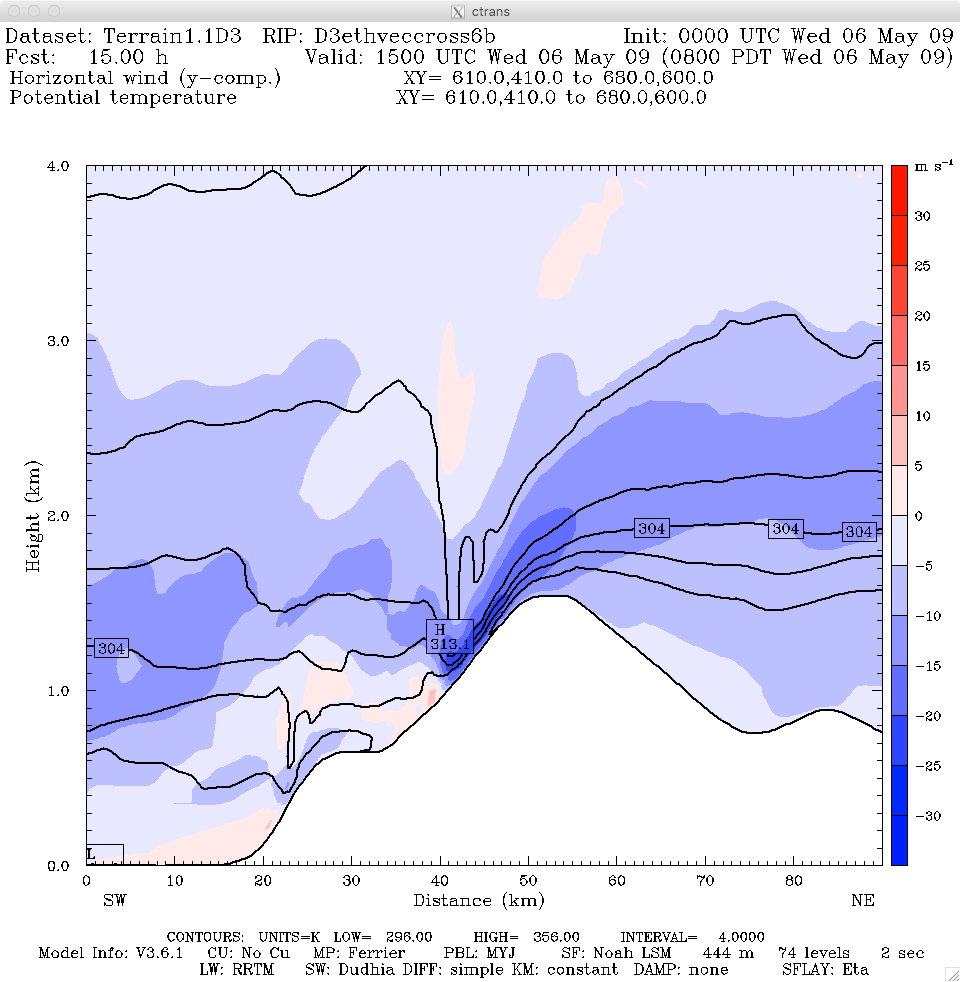 ctrans
Dataset: Terrain1.1D3 RIP: D3ethveccross6b Init: 0000 UTC Wed 06 May 09
Fcst: 15.00 h Valid: 1500 UTC Wed 06 May 09 (0800 PDT Wed 06 May 09)
Horizontal wind (y-comp.) XY= 610.0,410.0 to 680.0,600.0
Potential temperature XY= 610.0,410.0 to 680.0,600.0
m s⁻¹
4.0
3.0
2.0
1.0
0.0
Height (km)
304
304
304
304
H
313.1
L
30
25
20
15
10
5
0
-5
-10
-15
-20
-25
-30
0 10 20 30 40 50 60 70 80
SW Distance (km) NE
CONTOURS: UNITS=K LOW= 296.00 HIGH= 356.00 INTERVAL= 4.0000
Model Info: V3.6.1 CU: No Cu MP: Ferrier PBL: MYJ SF: Noah LSM 444 m 74 levels 2 sec
LW: RRTM SW: Dudhia DIFF: simple KM: constant DAMP: none SFLAY: Eta